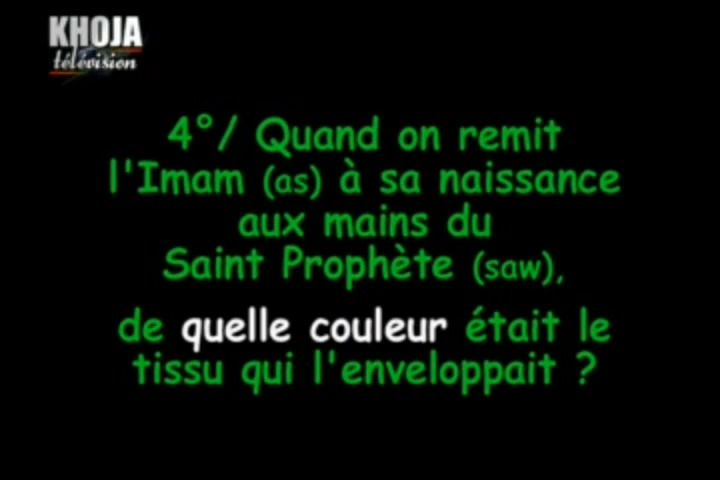 KHOJA
télévision
4°/ Quand on remit
l'Imam (as) à sa naissance
aux mains du
Saint Prophète (saw),
de quelle couleur était le
tissu qui l'enveloppait ?